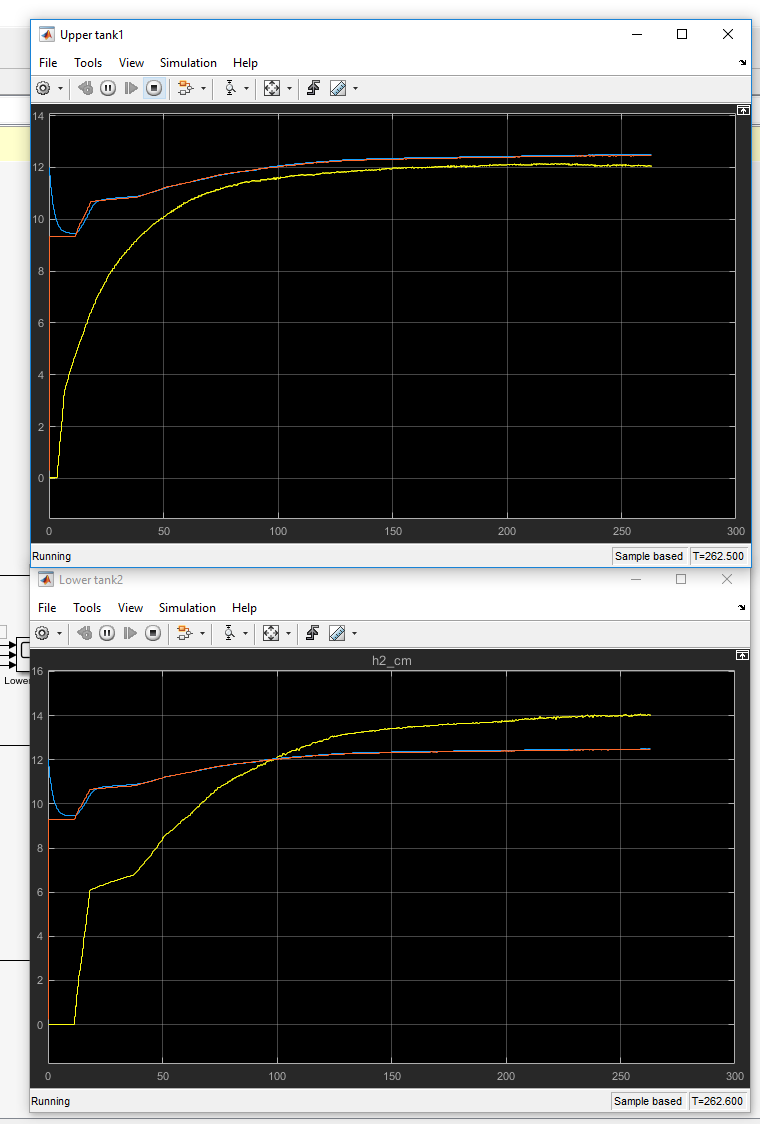 Upper tank1
File Tools View Simulation Help
14
12
10
8
6
4
2
0
0 50 100 150 200 250 300
Running Sample based T=262.500
Lower tank2
File Tools View Simulation Help
h2_cm
16
14
12
10
8
6
4
2
0
0 50 100 150 200 250 300
Running Sample based T=262.600
Lower